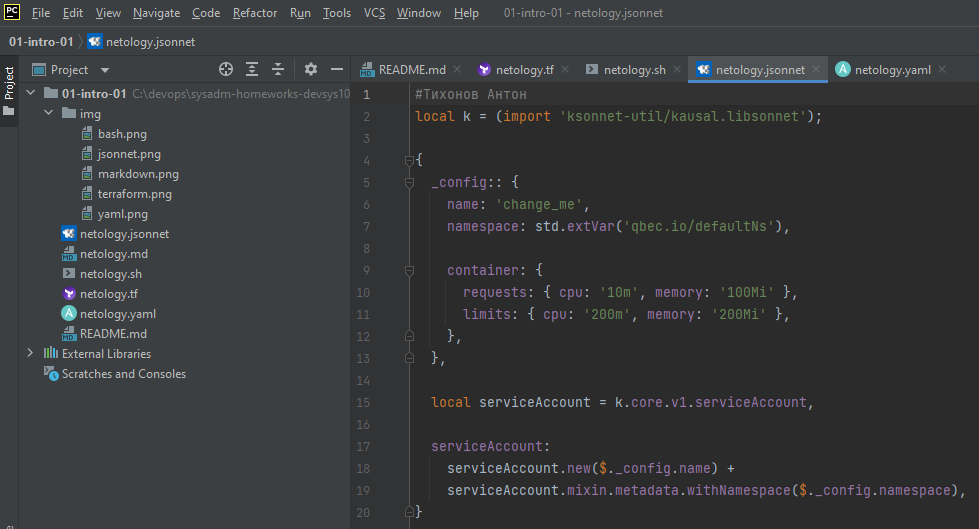 PC File Edit View Navigate Code Refactor Run Tools VCS Window Help 01-intro-01 - netology.jsonnet
01-intro-01 netology.jsonnet
Project
Project
README.md netology.tf netology.sh netology.jsonnet netology.yaml
01-intro-01 C:\devops\sysadm-homeworks-devsys10
img
bash.png
jsonnet.png
markdown.png
terraform.png
yaml.png
netology.jsonnet
netology.md
netology.sh
netology.tf
netology.yaml
README.md
External Libraries
Scratches and Consoles
1 #Тихонов Антон
2 local k = (import 'ksonnet-util/kausal.libsonnet');
3
4 {
5   _config:: {
6     name: 'change_me',
7     namespace: std.extVar('qbec.io/defaultNs'),
8
9     container: {
10       requests: { cpu: '10m', memory: '100Mi' },
11       limits: { cpu: '200m', memory: '200Mi' },
12     },
13   },
14
15   local serviceAccount = k.core.v1.serviceAccount,
16
17   serviceAccount:
18     serviceAccount.new($._config.name) +
19     serviceAccount.mixin.metadata.withNamespace($._config.namespace),
20 }